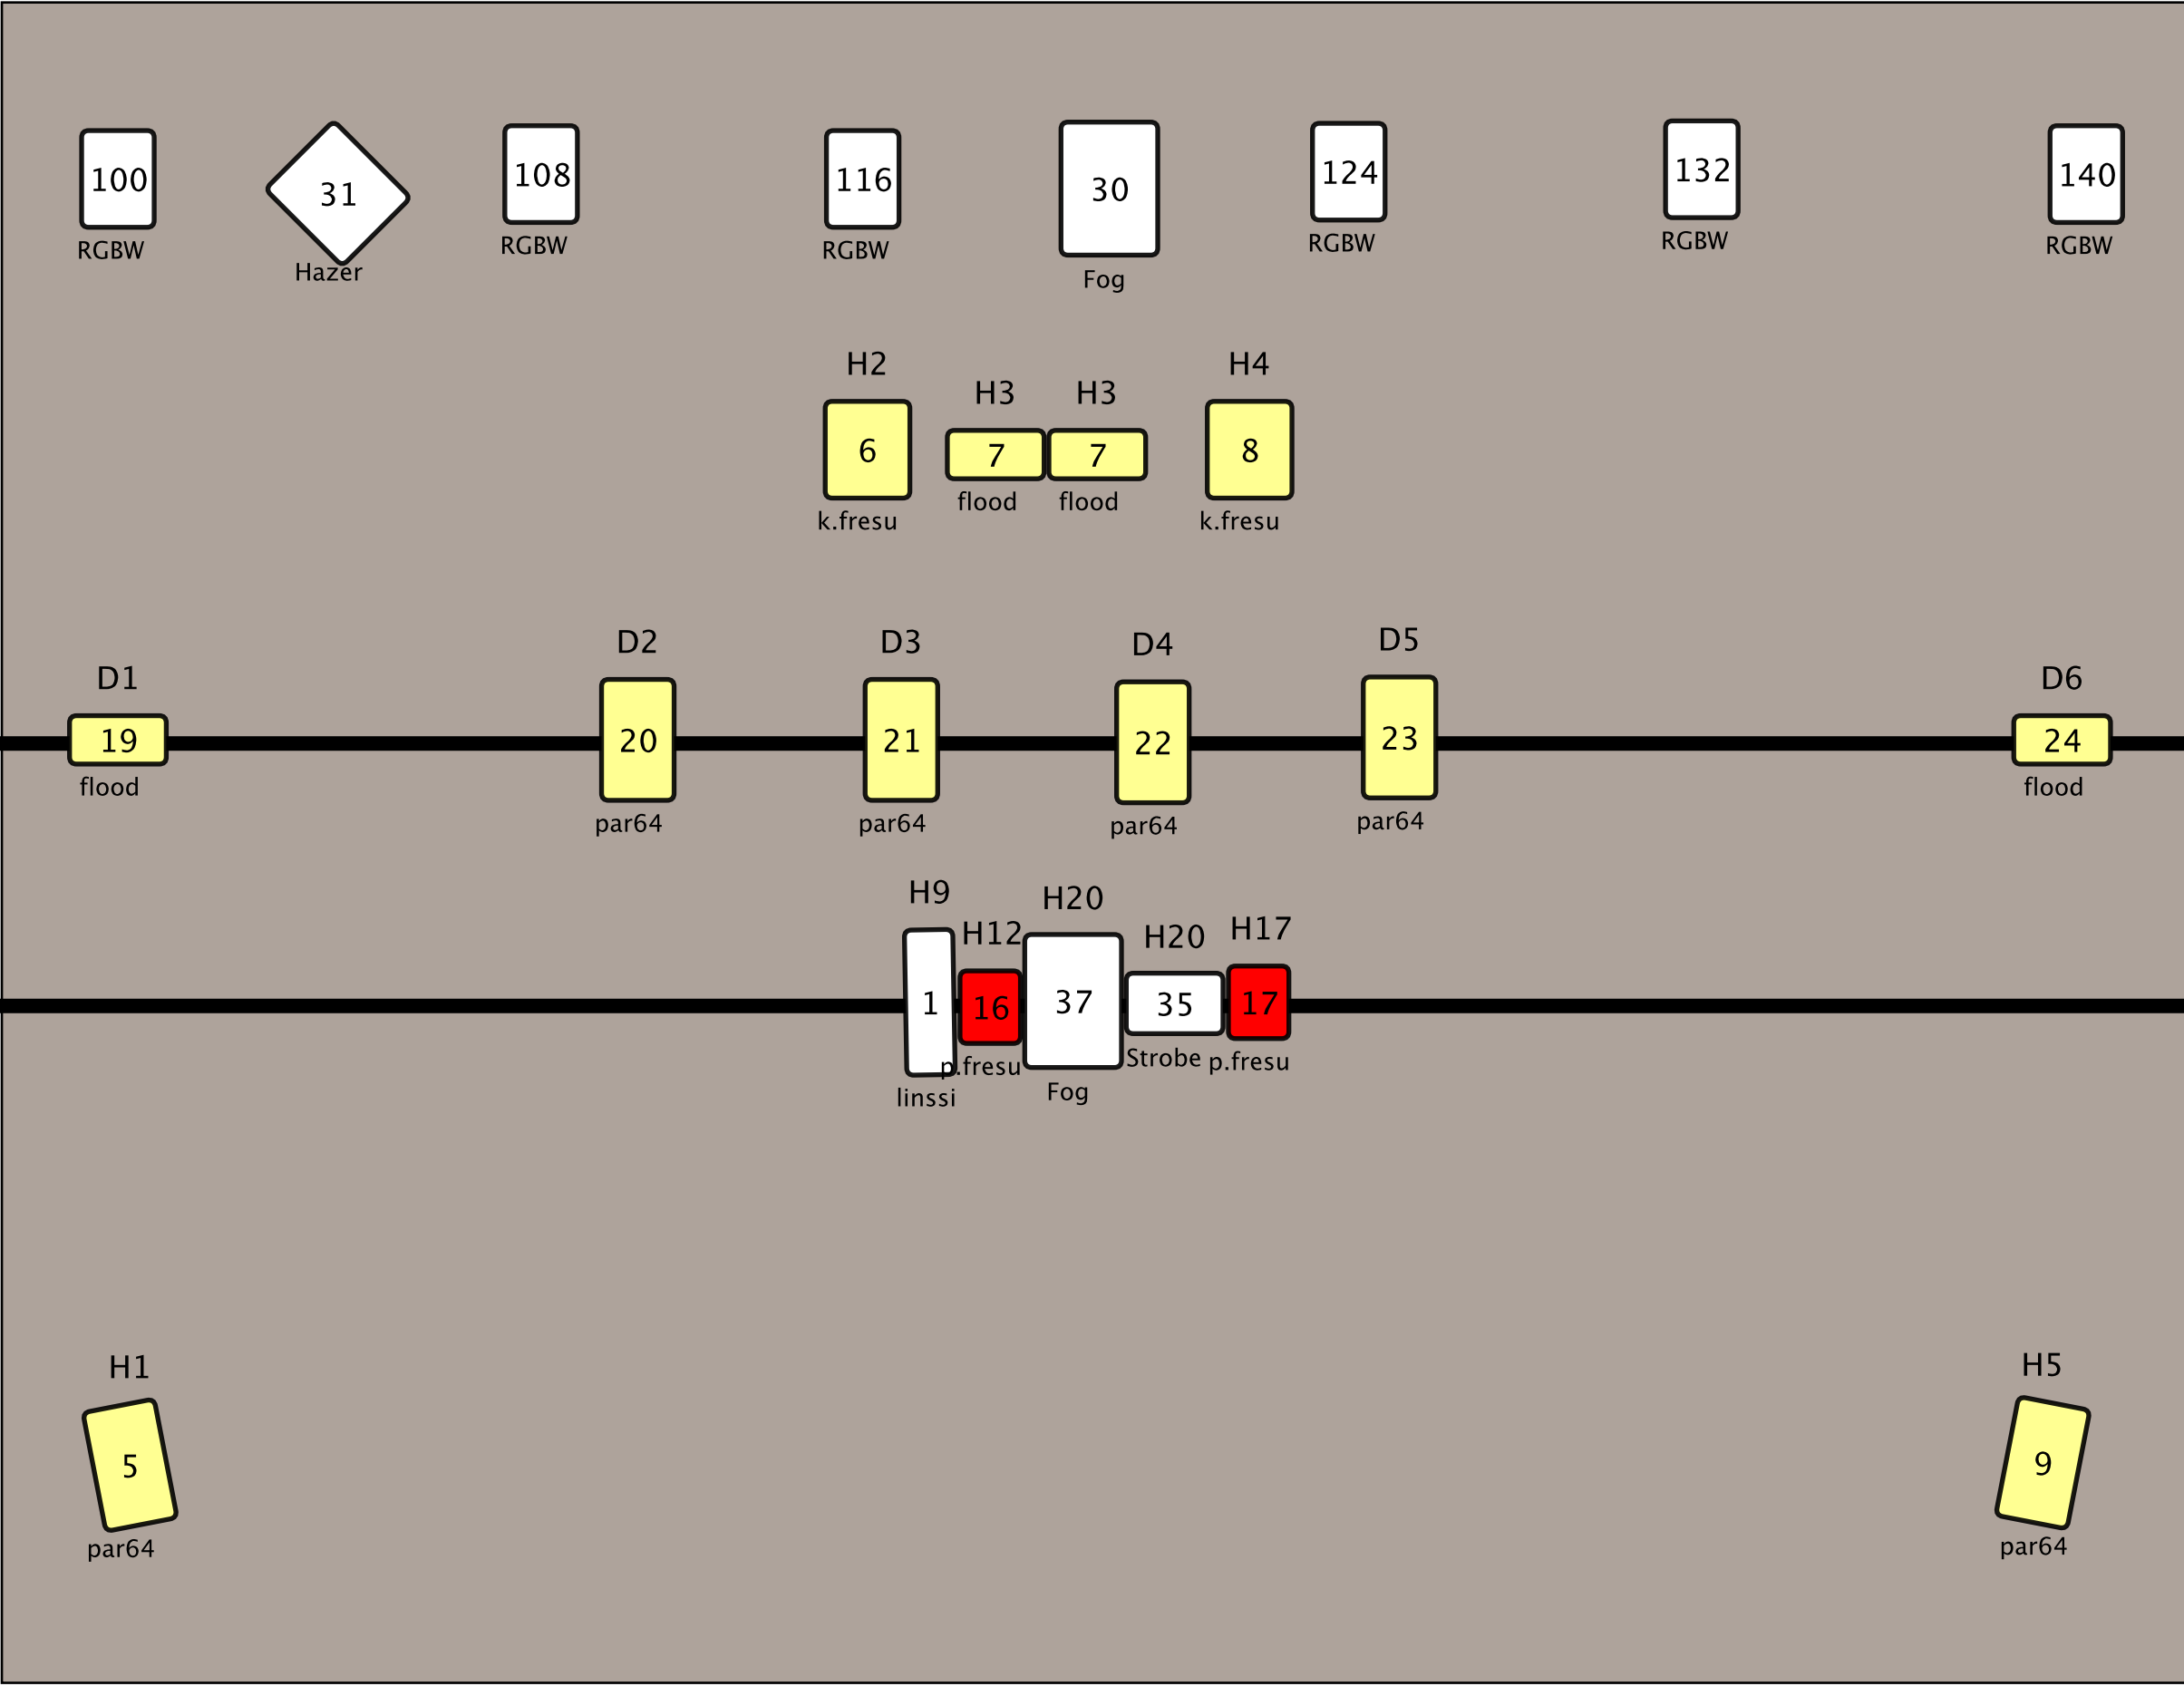 100
RGBW
31
Hazer
108
RGBW
116
RGBW
30
Fog
124
RGBW
132
RGBW
140
RGBW
H2
6
k.fresu
H3
7
flood
H3
7
flood
H4
8
k.fresu
D1
19
flood
D2
20
par64
D3
21
par64
D4
22
par64
D5
23
par64
D6
24
flood
H9
1
linssi
H12
16
p.fresu
H20
37
Fog
H20
35
Strobe
H17
17
p.fresu
H1
5
par64
H5
9
par64